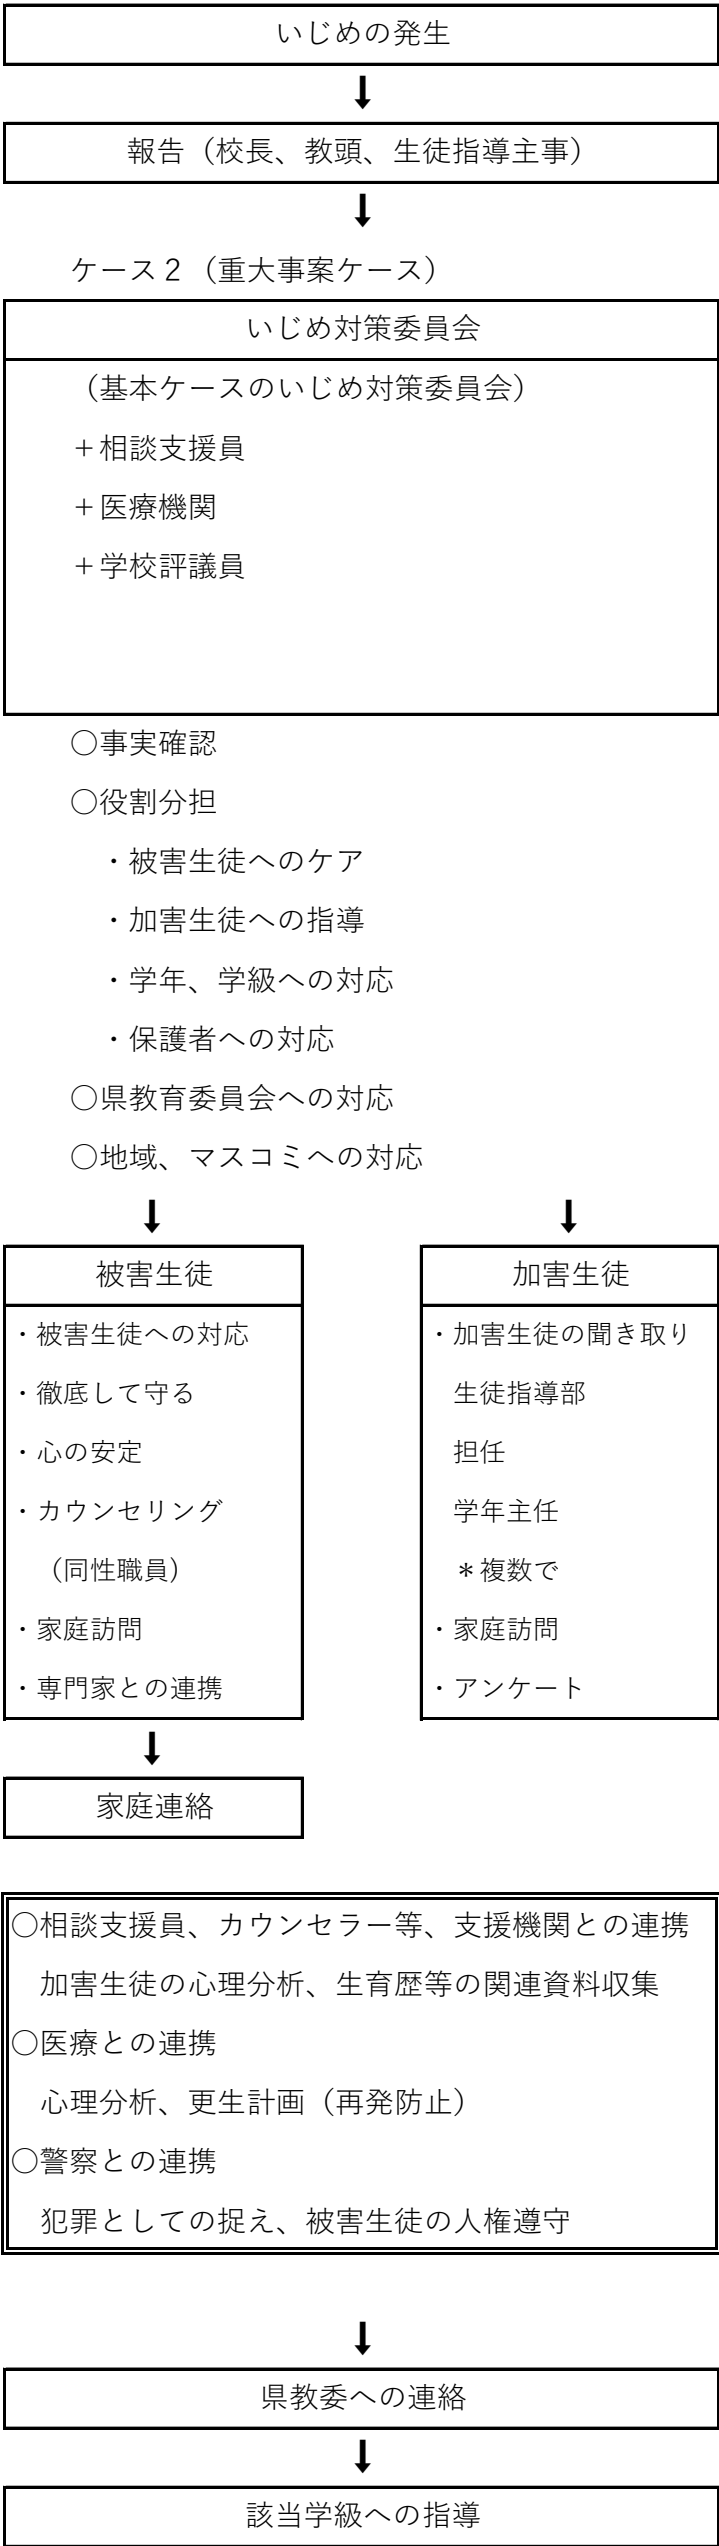 いじめの発生
⬇
報告（校長、教頭、生徒指導主事）
⬇
ケース２（重大事案ケース）
いじめ対策委員会
（基本ケースのいじめ対策委員会）
＋相談支援員
＋医療機関
＋学校評議員
○事実確認
○役割分担
・被害生徒へのケア
・加害生徒への指導
・学年、学級への対応
・保護者への対応
○県教育委員会への対応
○地域、マスコミへの対応
⬇ ⬇
被害生徒
・被害生徒への対応
・徹底して守る
・心の安定
・カウンセリング
（同性職員）
・家庭訪問
・専門家との連携
⬇
家庭連絡
加害生徒
・加害生徒の聞き取り
生徒指導部
担任
学年主任
＊複数で
・家庭訪問
・アンケート
○相談支援員、カウンセラー等、支援機関との連携
加害生徒の心理分析、生育歴等の関連資料収集
○医療との連携
心理分析、更生計画（再発防止）
○警察との連携
犯罪としての捉え、被害生徒の人権遵守
⬇
県教委への連絡
⬇
該当学級への指導